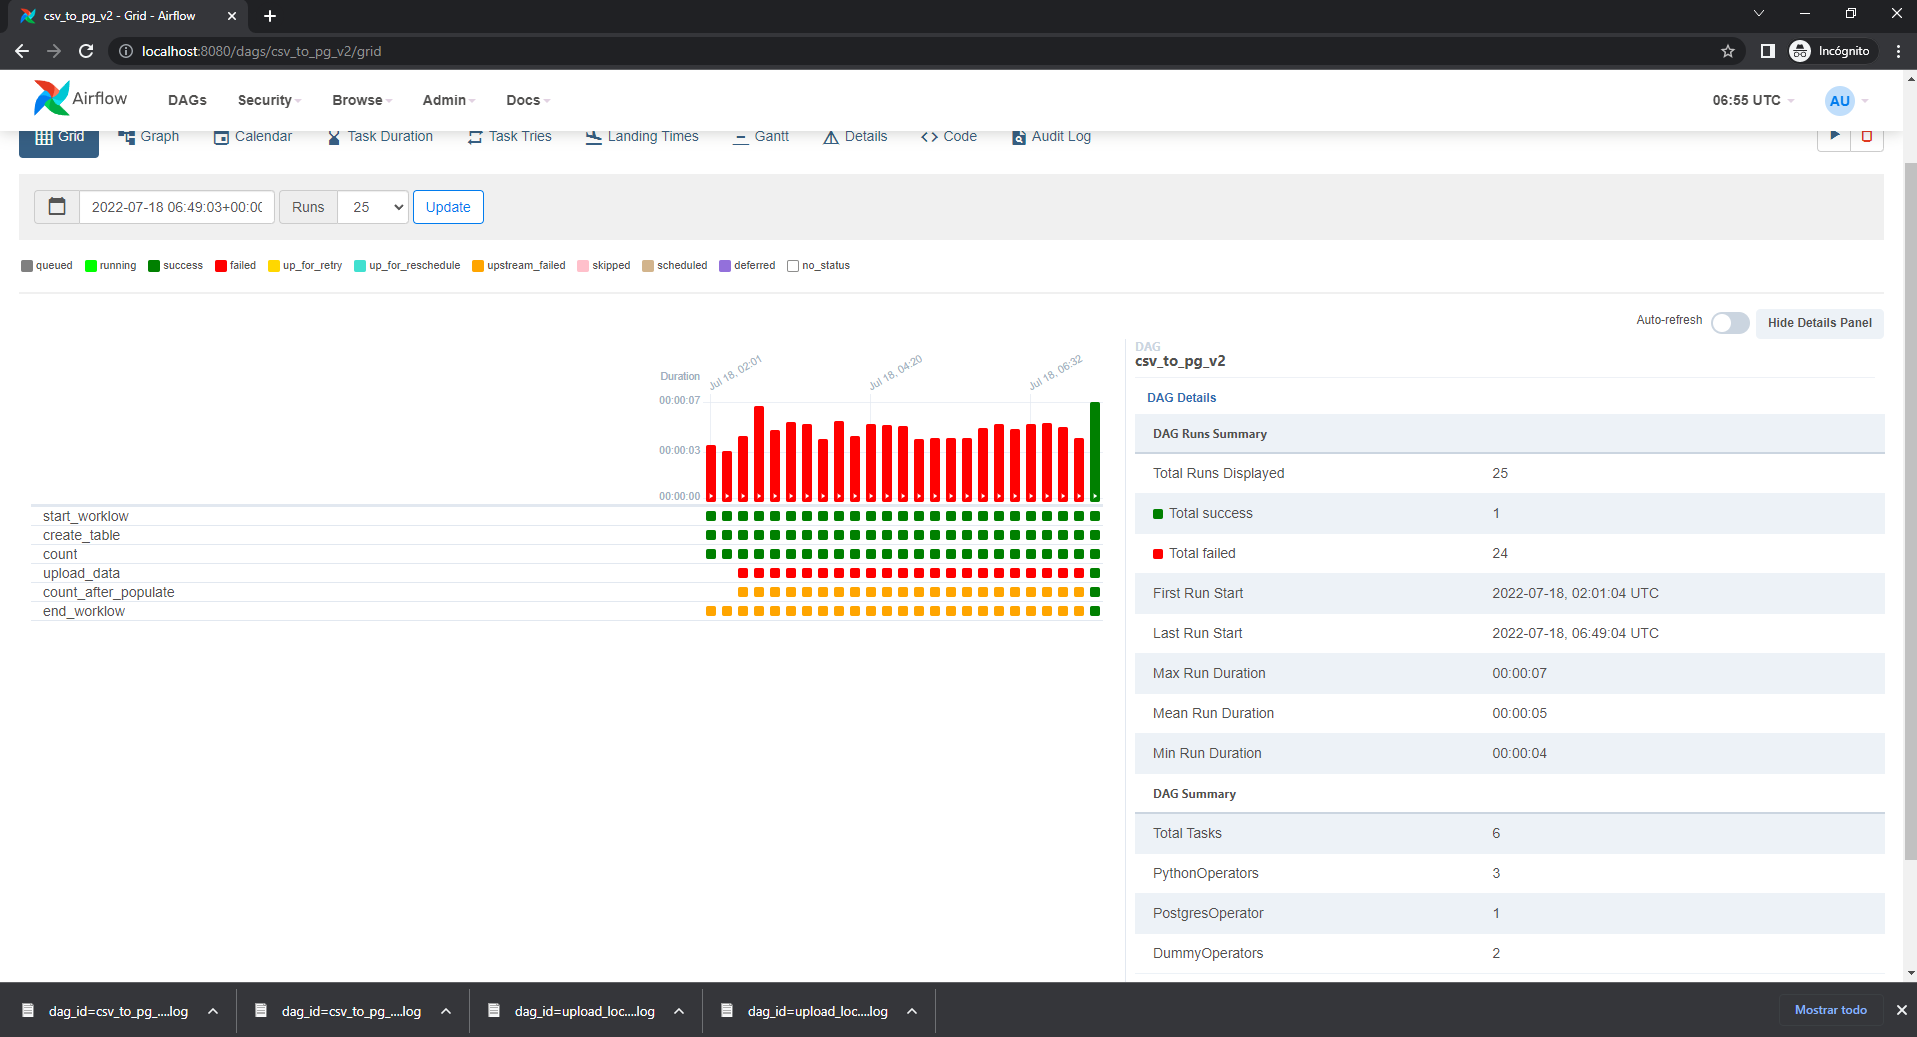 csv_to_pg_v2 - Grid - Airflow
localhost:8080/dags/csv_to_pg_v2/grid
Incógnito
Airflow
DAGs
Security
Browse
Admin
Docs
06:55 UTC
AU
Grid
Graph
Calendar
Task Duration
Task Tries
Landing Times
Gantt
Details
Code
Audit Log
2022-07-18 06:49:03+00:00
Runs
25
Update
queued
running
success
failed
up_for_retry
up_for_reschedule
upstream_failed
skipped
scheduled
deferred
no_status
Auto-refresh
Hide Details Panel
Duration
Jul 18, 02:01
Jul 18, 04:20
Jul 18, 06:32
00:00:07
00:00:03
00:00:00
start_worklow
create_table
count
upload_data
count_after_populate
end_worklow
DAG
csv_to_pg_v2
DAG Details
DAG Runs Summary
Total Runs Displayed 25
Total success 1
Total failed 24
First Run Start 2022-07-18, 02:01:04 UTC
Last Run Start 2022-07-18, 06:49:04 UTC
Max Run Duration 00:00:07
Mean Run Duration 00:00:05
Min Run Duration 00:00:04
DAG Summary
Total Tasks 6
PythonOperators 3
PostgresOperator 1
DummyOperators 2
dag_id=csv_to_pg_....log
dag_id=csv_to_pg_....log
dag_id=upload_loc....log
dag_id=upload_loc....log
Mostrar todo